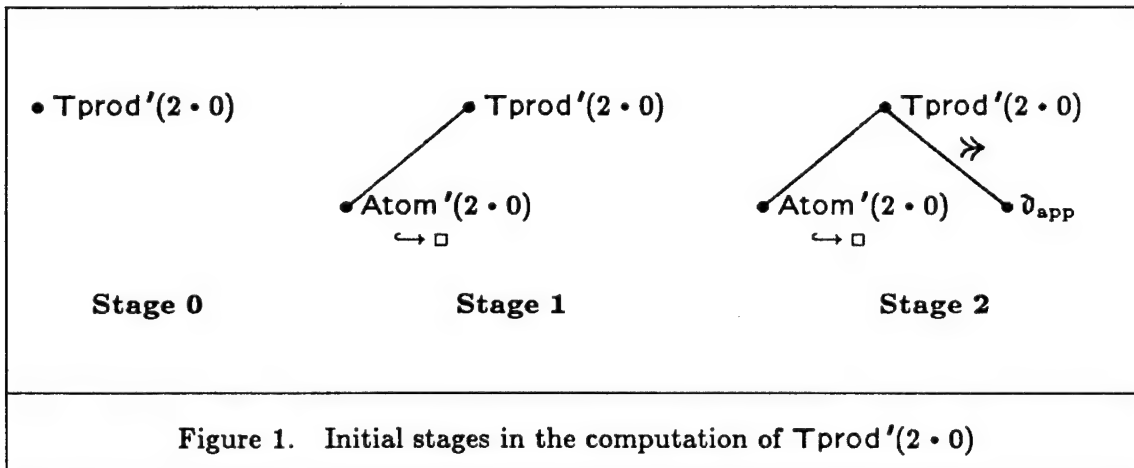 • Tprod′(2 • 0)
• Tprod′(2 • 0)
• Tprod′(2 • 0)
≫
• Atom′(2 • 0)
↪ □
• Atom′(2 • 0)
↪ □
• 𝔡app
Stage 0
Stage 1
Stage 2
Figure 1. Initial stages in the computation of Tprod′(2 • 0)